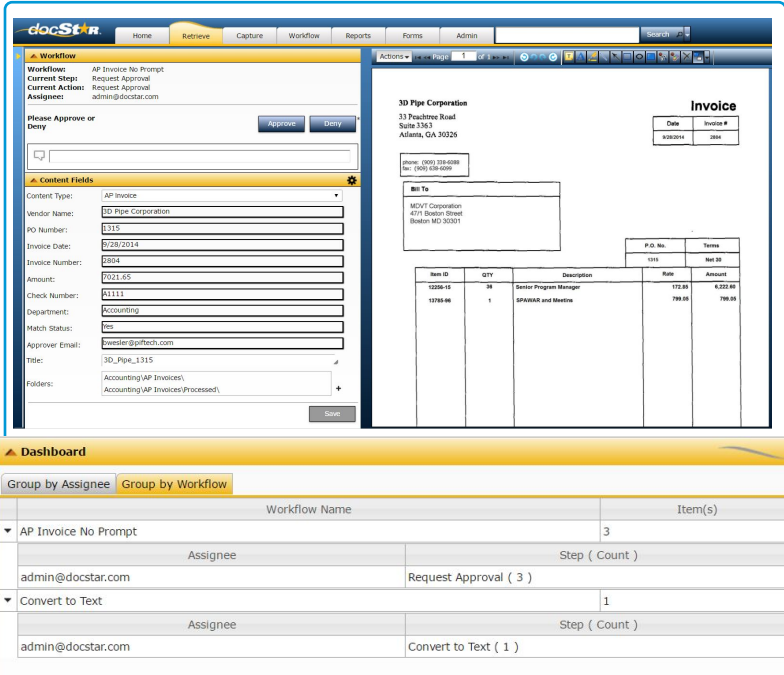 docStar.
Home Retrieve Capture Workflow Reports Forms Admin Search
Workflow
Workflow: AP Invoice No Prompt
Current Step: Request Approval
Current Action: Request Approval
Assignee: admin@docstar.com
Please Approve or
Deny
Approve Deny
Content Fields
Content Type: AP Invoice
Vendor Name: 3D Pipe Corporation
PO Number: 1315
Invoice Date: 9/28/2014
Invoice Number: 2804
Amount: 7021.65
Check Number: A1111
Department: Accounting
Match Status: Yes
Approver Email: bwesler@piftech.com
Title: 3D_Pipe_1315
Folders: Accounting\AP Invoices\
Accounting\AP Invoices\Processed\
+
Save
Actions Page 1 of 1
3D Pipe Corporation
33 Peachtree Road
Suite 3363
Atlanta, GA 30326
Invoice
Date Invoice #
9/28/2014 2804
phone: (909) 338-6088
fax: (909) 638-6099
Bill To
MDVT Corporation
47/1 Boston Street
Boston MD 30301
P.O. No. Terms
1315 Net 30
Item ID QTY Description Rate Amount
12256-15 36 Senior Program Manager 172.85 6,222.60
13785-96 1 SPAWAR and Meetins 799.05 799.05
Dashboard
Group by Assignee Group by Workflow
Workflow Name Item(s)
AP Invoice No Prompt 3
Assignee Step ( Count )
admin@docstar.com Request Approval ( 3 )
Convert to Text 1
Assignee Step ( Count )
admin@docstar.com Convert to Text ( 1 )